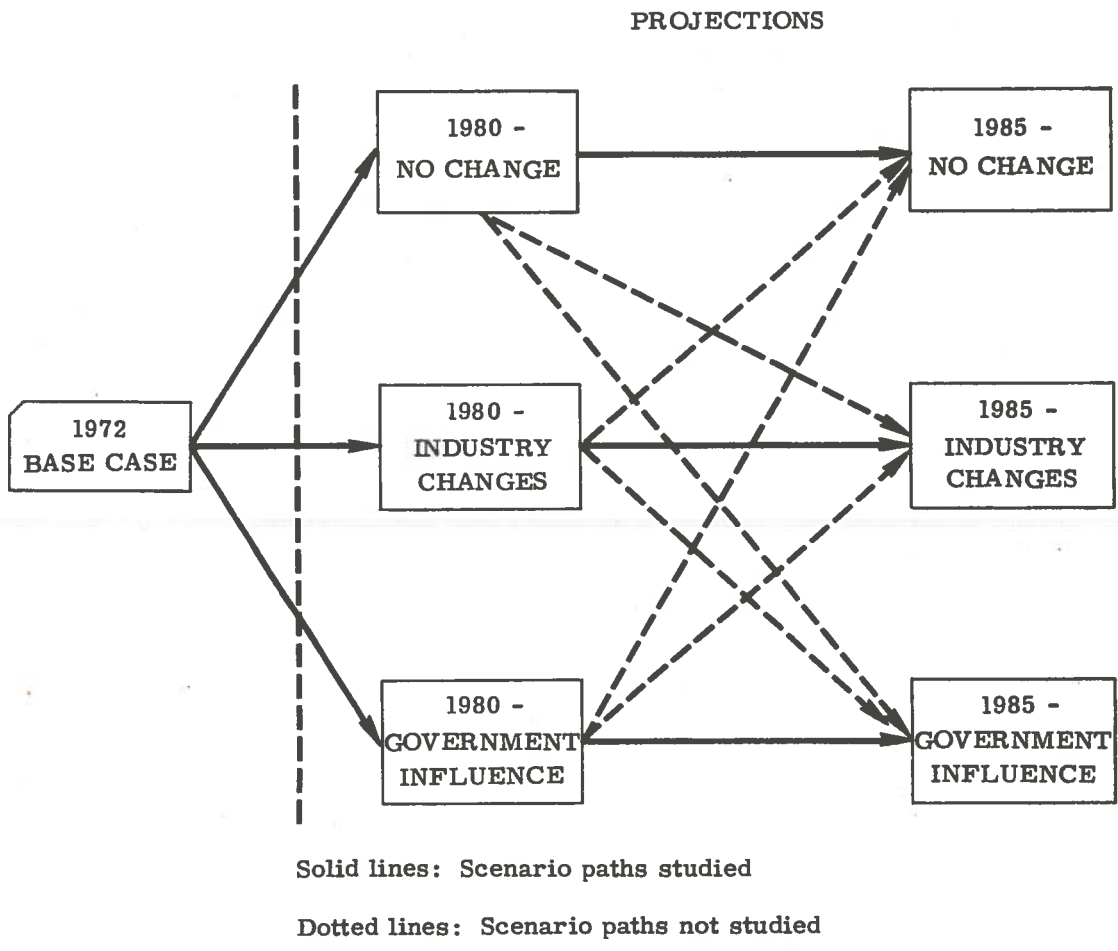 PROJECTIONS
1980 -
NO CHANGE
1985 -
NO CHANGE
1972
BASE CASE
1980 -
INDUSTRY
CHANGES
1985 -
INDUSTRY
CHANGES
1980 -
GOVERNMENT
INFLUENCE
1985 -
GOVERNMENT
INFLUENCE
Solid lines: Scenario paths studied
Dotted lines: Scenario paths not studied